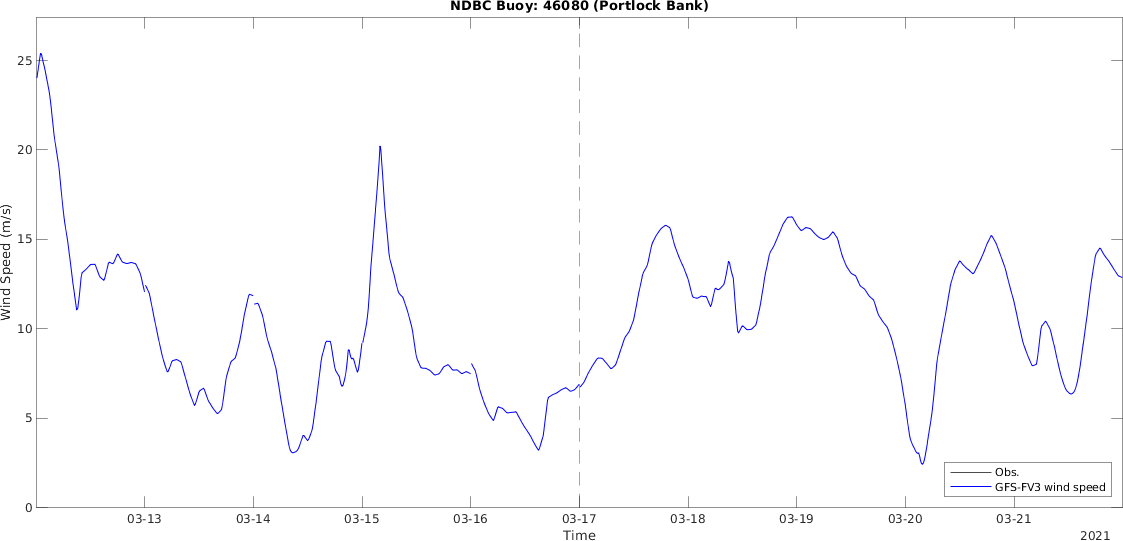 NDBC Buoy: 46080 (Portlock Bank)
25
20
15
10
5
0
Wind Speed (m/s)
03-13 03-14 03-15 03-16 03-17 03-18 03-19 03-20 03-21
Time
2021
Obs.
GFS-FV3 wind speed